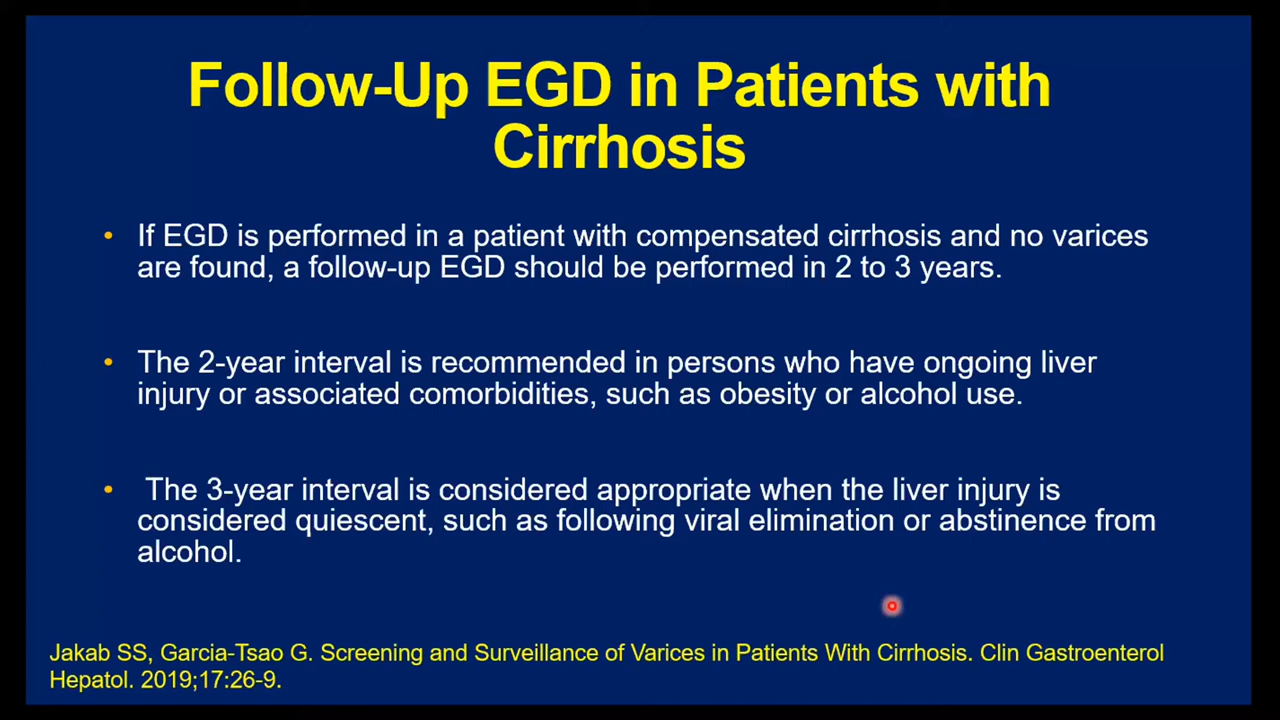 Follow-Up EGD in Patients with
Cirrhosis
• If EGD is performed in a patient with compensated cirrhosis and no varices
are found, a follow-up EGD should be performed in 2 to 3 years.
• The 2-year interval is recommended in persons who have ongoing liver
injury or associated comorbidities, such as obesity or alcohol use.
• The 3-year interval is considered appropriate when the liver injury is
considered quiescent, such as following viral elimination or abstinence from
alcohol.
Jakab SS, Garcia-Tsao G. Screening and Surveillance of Varices in Patients With Cirrhosis. Clin Gastroenterol
Hepatol. 2019;17:26-9.